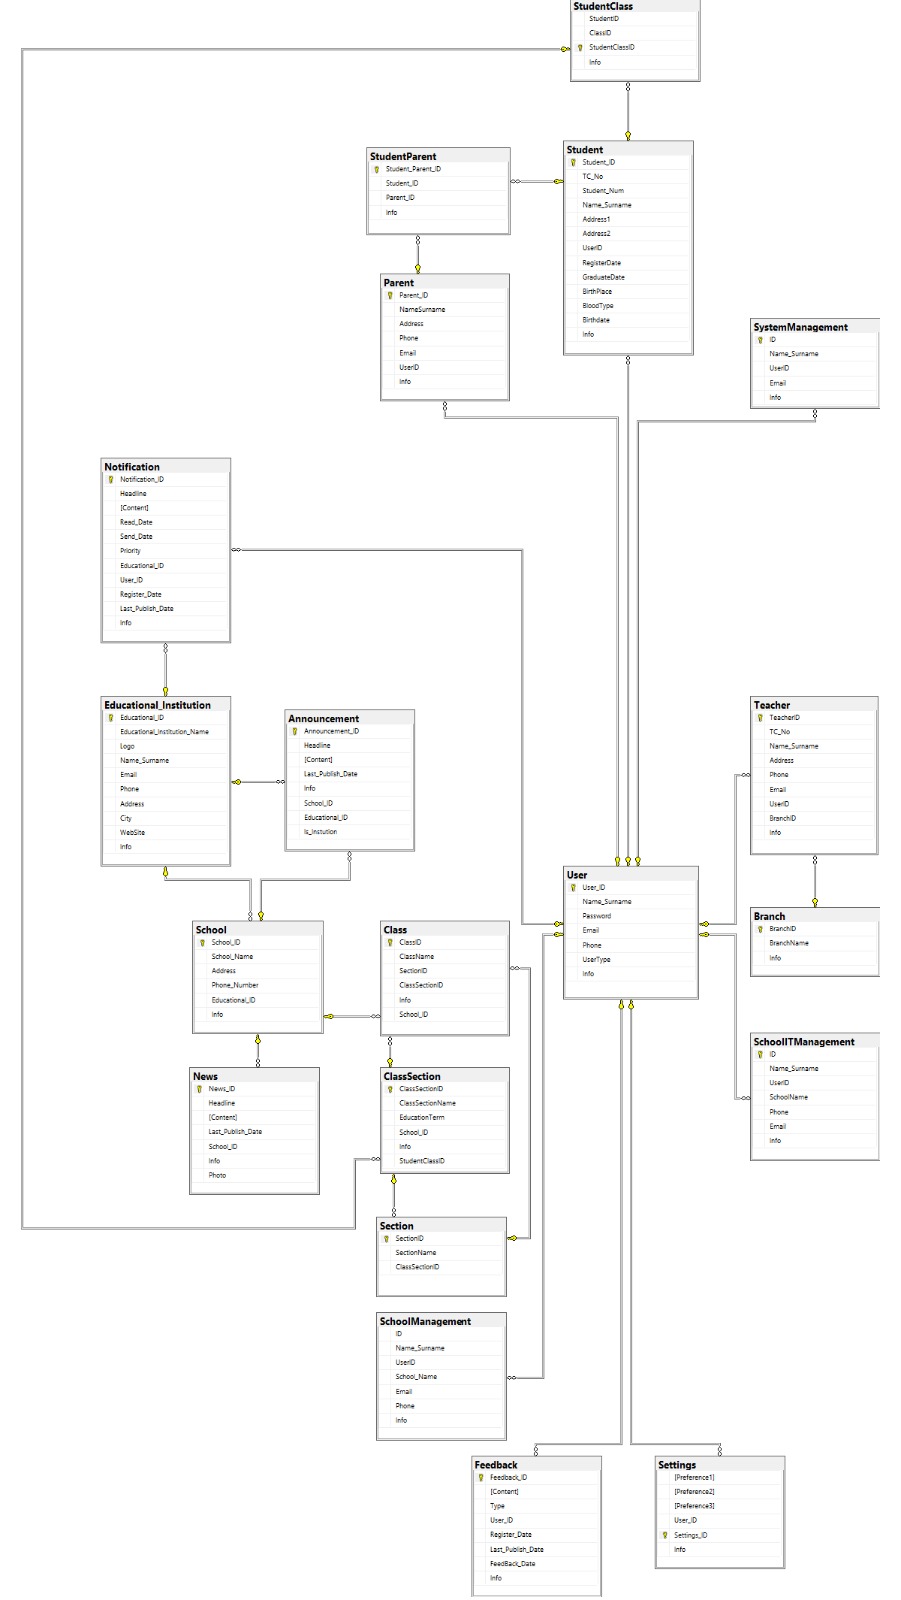 StudentClass
StudentID
ClassID
StudentClassID
Info
StudentParent
Student_Parent_ID
Student_ID
Parent_ID
Info
Student
Student_ID
TC_No
Student_Num
Name_Surname
Address1
Address2
UserID
RegisterDate
GraduateDate
BirthPlace
BloodType
Birthdate
Info
Parent
Parent_ID
NameSurname
Address
Phone
Email
UserID
Info
SystemManagement
ID
Name_Surname
UserID
Email
Info
Notification
Notification_ID
Headline
[Content]
Read_Date
Send_Date
Priority
Educational_ID
User_ID
Register_Date
Last_Publish_Date
Info
Educational_Institution
Educational_ID
Educational_Institution_Name
Logo
Name_Surname
Email
Phone
Address
City
WebSite
Info
Announcement
Announcement_ID
Headline
[Content]
Last_Publish_Date
Info
School_ID
Educational_ID
Is_Instution
Teacher
TeacherID
TC_No
Name_Surname
Address
Phone
Email
UserID
BranchID
Info
User
User_ID
Name_Surname
Password
Email
Phone
UserType
Info
Branch
BranchID
BranchName
Info
School
School_ID
School_Name
Address
Phone_Number
Educational_ID
Info
Class
ClassID
ClassName
SectionID
ClassSectionID
Info
School_ID
SchoolITManagement
ID
Name_Surname
UserID
SchoolName
Phone
Email
Info
News
News_ID
Headline
[Content]
Last_Publish_Date
School_ID
Info
Photo
ClassSection
ClassSectionID
ClassSectionName
EducationTerm
School_ID
Info
StudentClassID
Section
SectionID
SectionName
ClassSectionID
SchoolManagement
ID
Name_Surname
UserID
School_Name
Email
Phone
Info
Feedback
Feedback_ID
[Content]
Type
User_ID
Register_Date
Last_Publish_Date
FeedBack_Date
Info
Settings
[Preference1]
[Preference2]
[Preference3]
User_ID
Settings_ID
Info